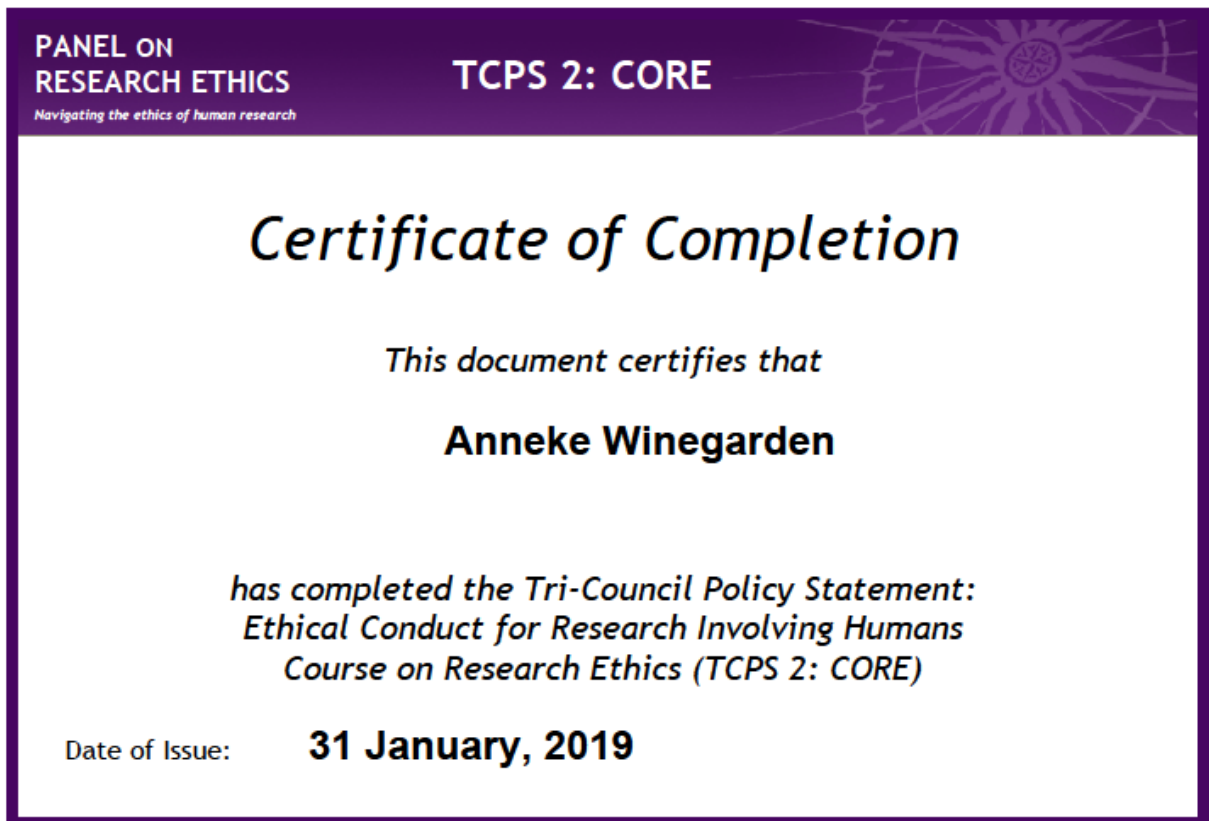 PANEL ON
RESEARCH ETHICS
Navigating the ethics of human research
TCPS 2: CORE
Certificate of Completion
This document certifies that
Anneke Winegarden
has completed the Tri-Council Policy Statement:
Ethical Conduct for Research Involving Humans
Course on Research Ethics (TCPS 2: CORE)
Date of Issue: 31 January, 2019